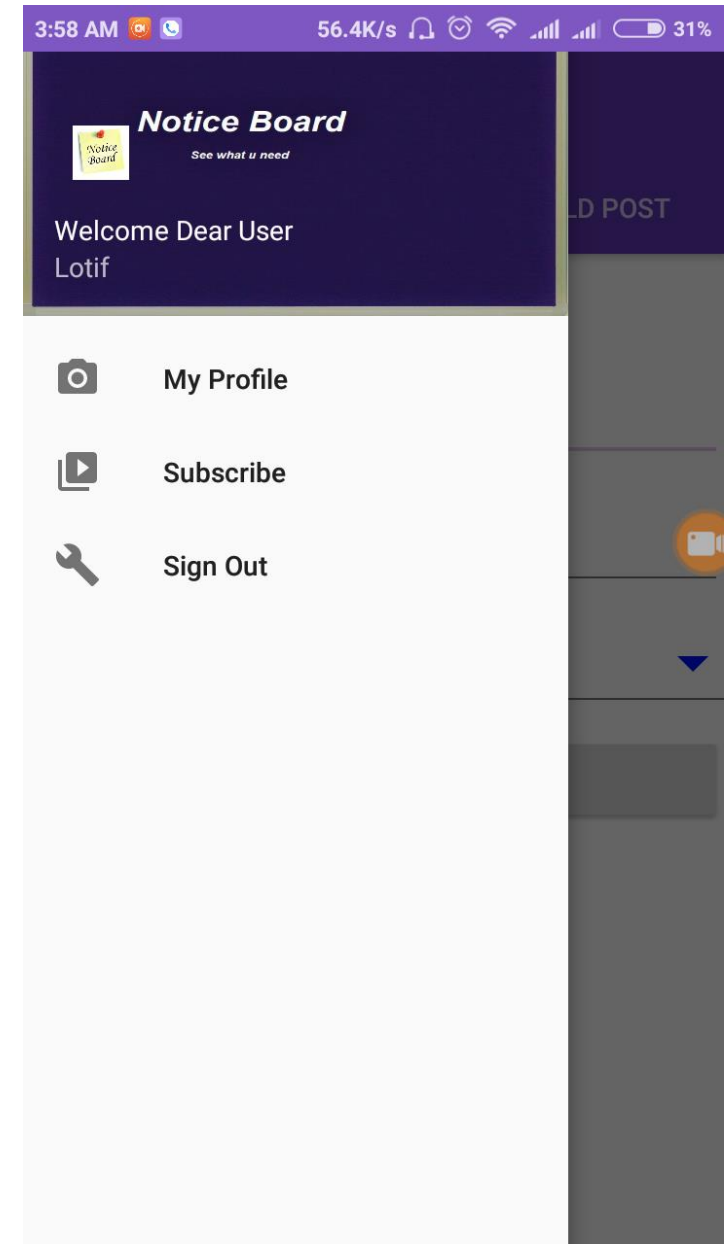 3:58 AM 56.4K/s 31%
Notice Board
Notice
Board
See what u need
LD POST
Welcome Dear User
Lotif
My Profile
Subscribe
Sign Out